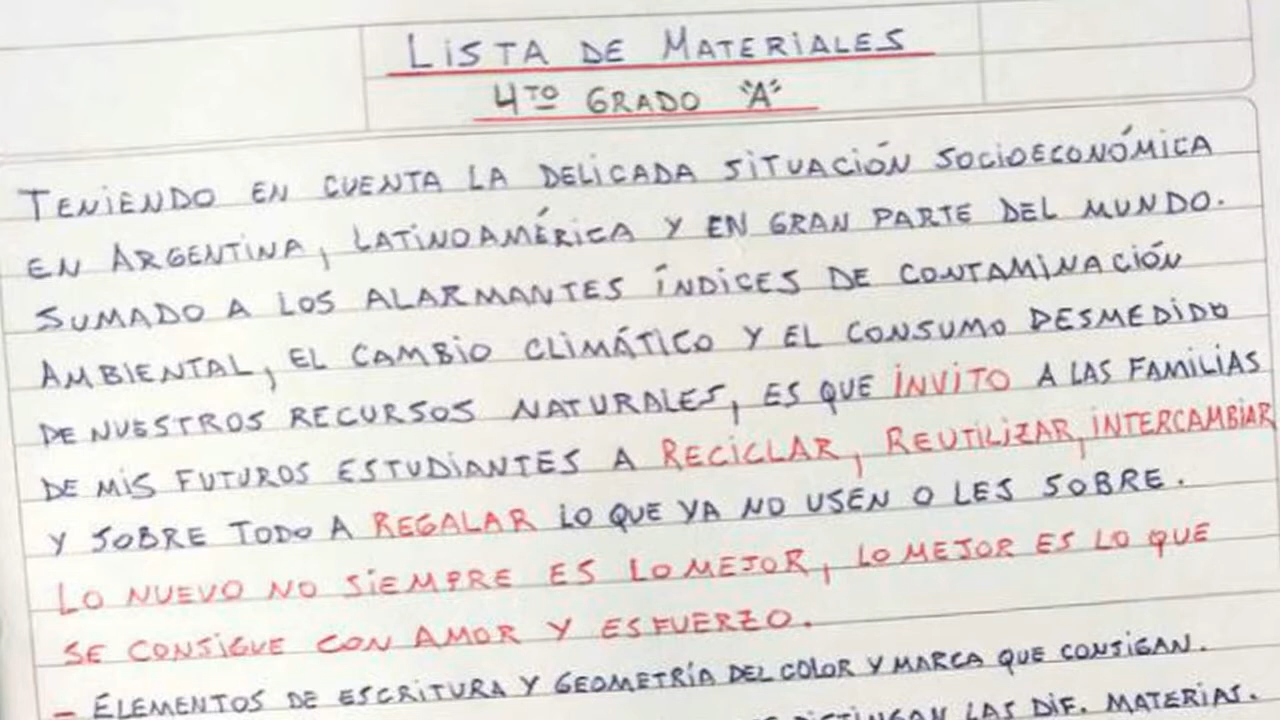 LISTA DE MATERIALES
4TO GRADO "A"
TENIENDO EN CUENTA LA DELICADA SITUACIÓN SOCIOECONÓMICA
EN ARGENTINA, LATINOAMÉRICA Y EN GRAN PARTE DEL MUNDO.
SUMADO A LOS ALARMANTES ÍNDICES DE CONTAMINACIÓN
AMBIENTAL, EL CAMBIO CLIMÁTICO Y EL CONSUMO DESMEDIDO
DE NUESTROS RECURSOS NATURALES, ES QUE INVITO A LAS FAMILIAS
DE MIS FUTUROS ESTUDIANTES A RECICLAR, REUTILIZAR, INTERCAMBIAR
Y SOBRE TODO A REGALAR LO QUE YA NO USEN O LES SOBRE.
LO NUEVO NO SIEMPRE ES LO MEJOR, LO MEJOR ES LO QUE
SE CONSIGUE CON AMOR Y ESFUERZO.
- ELEMENTOS DE ESCRITURA Y GEOMETRÍA DEL COLOR Y MARCA QUE CONSIGAN.
DISTINGAN LAS DIF. MATERIAS.